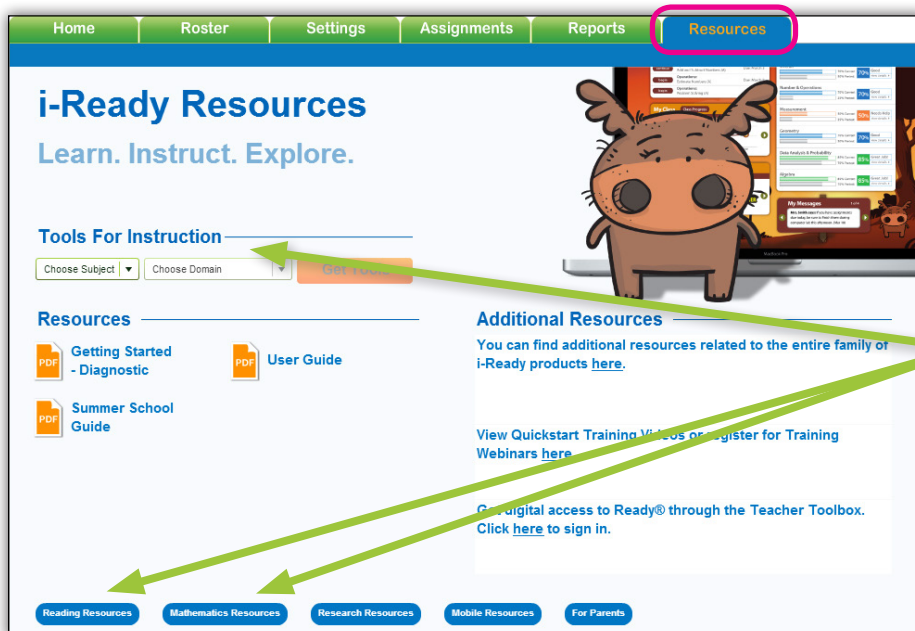 Home Roster Settings Assignments Reports Resources
i-Ready Resources
Learn. Instruct. Explore.
Tools For Instruction
Choose Subject Choose Domain Get Tools
Resources
PDF Getting Started
- Diagnostic
PDF User Guide
PDF Summer School
Guide
My Messages
Additional Resources
You can find additional resources related to the entire family of
i-Ready products here.
View Quickstart Training Videos or register for Training
Webinars here
Get digital access to Ready® through the Teacher Toolbox.
Click here to sign in.
Reading Resources Mathematics Resources Research Resources Mobile Resources For Parents